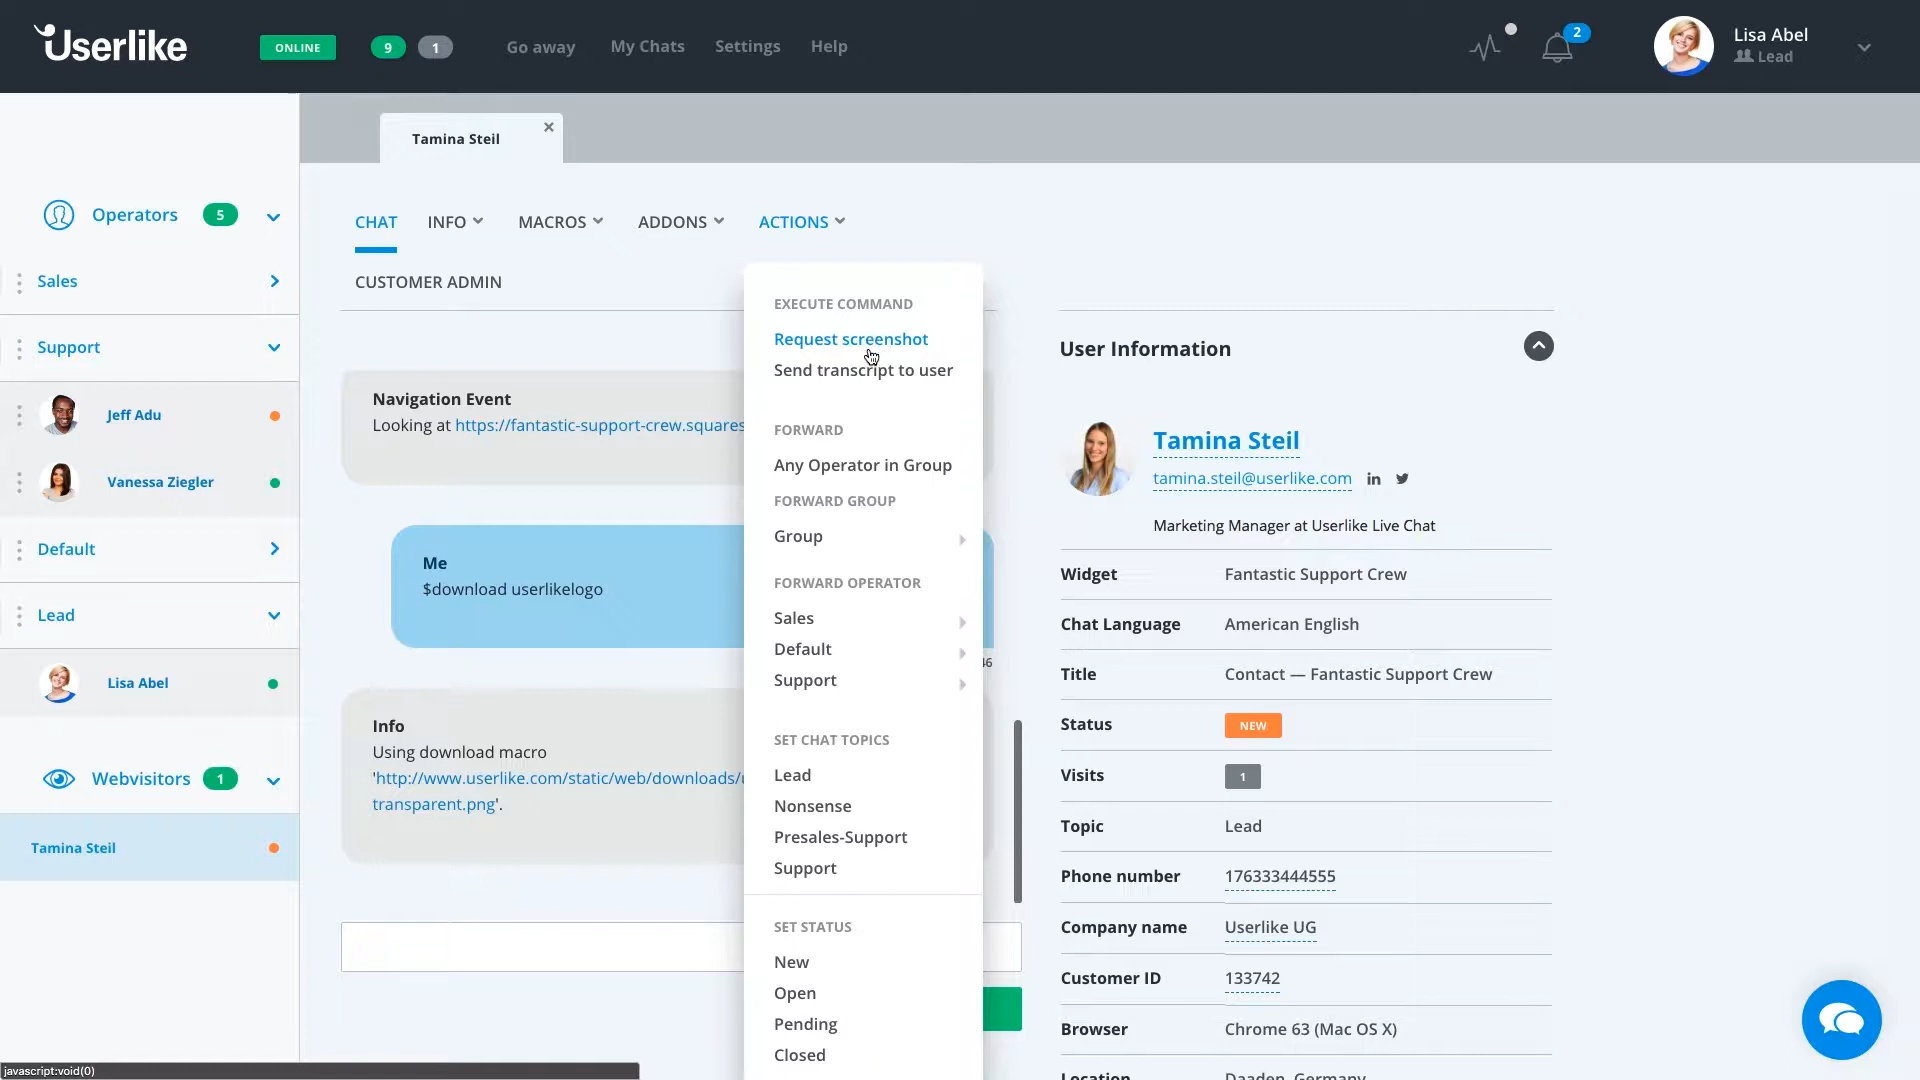 Userlike
ONLINE
9
1
Go away
My Chats
Settings
Help
2
Lisa Abel
Lead
Tamina Steil
Operators
5
Sales
Support
Jeff Adu
Vanessa Ziegler
Default
Lead
Lisa Abel
Webvisitors
1
Tamina Steil
CHAT
INFO
MACROS
ADDONS
ACTIONS
CUSTOMER ADMIN
Navigation Event
Looking at https://fantastic-support-crew.squares
Me
$download userlikelogo
46
Info
Using download macro
'http://www.userlike.com/static/web/downloads/
transparent.png'.
EXECUTE COMMAND
Request screenshot
Send transcript to user
FORWARD
Any Operator in Group
FORWARD GROUP
Group
FORWARD OPERATOR
Sales
Default
Support
SET CHAT TOPICS
Lead
Nonsense
Presales-Support
Support
SET STATUS
New
Open
Pending
Closed
User Information
Tamina Steil
tamina.steil@userlike.com
Marketing Manager at Userlike Live Chat
Widget Fantastic Support Crew
Chat Language American English
Title Contact — Fantastic Support Crew
Status NEW
Visits 1
Topic Lead
Phone number 176333444555
Company name Userlike UG
Customer ID 133742
Browser Chrome 63 (Mac OS X)
Location Daaden, Germany
javascript:void(0)